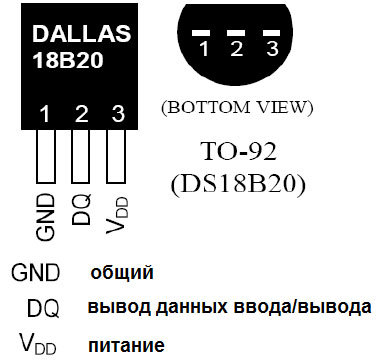 DALLAS
18B20
1 2 3
GND DQ VDD
1 2 3
(BOTTOM VIEW)
TO-92
(DS18B20)
GND общий
DQ вывод данных ввода/вывода
VDD питание